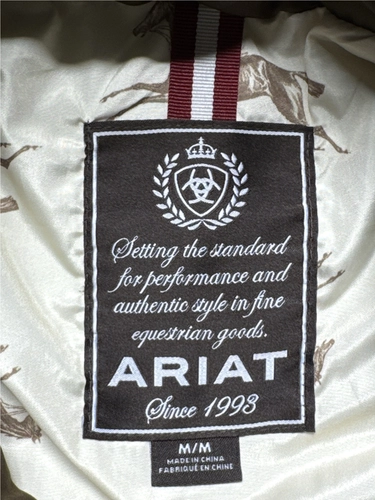 Setting the standard
for performance and
authentic style in fine
equestrian goods.
ARIAT
Since 1993
M/M
MADE IN CHINA
FABRIQUÉ EN CHINE